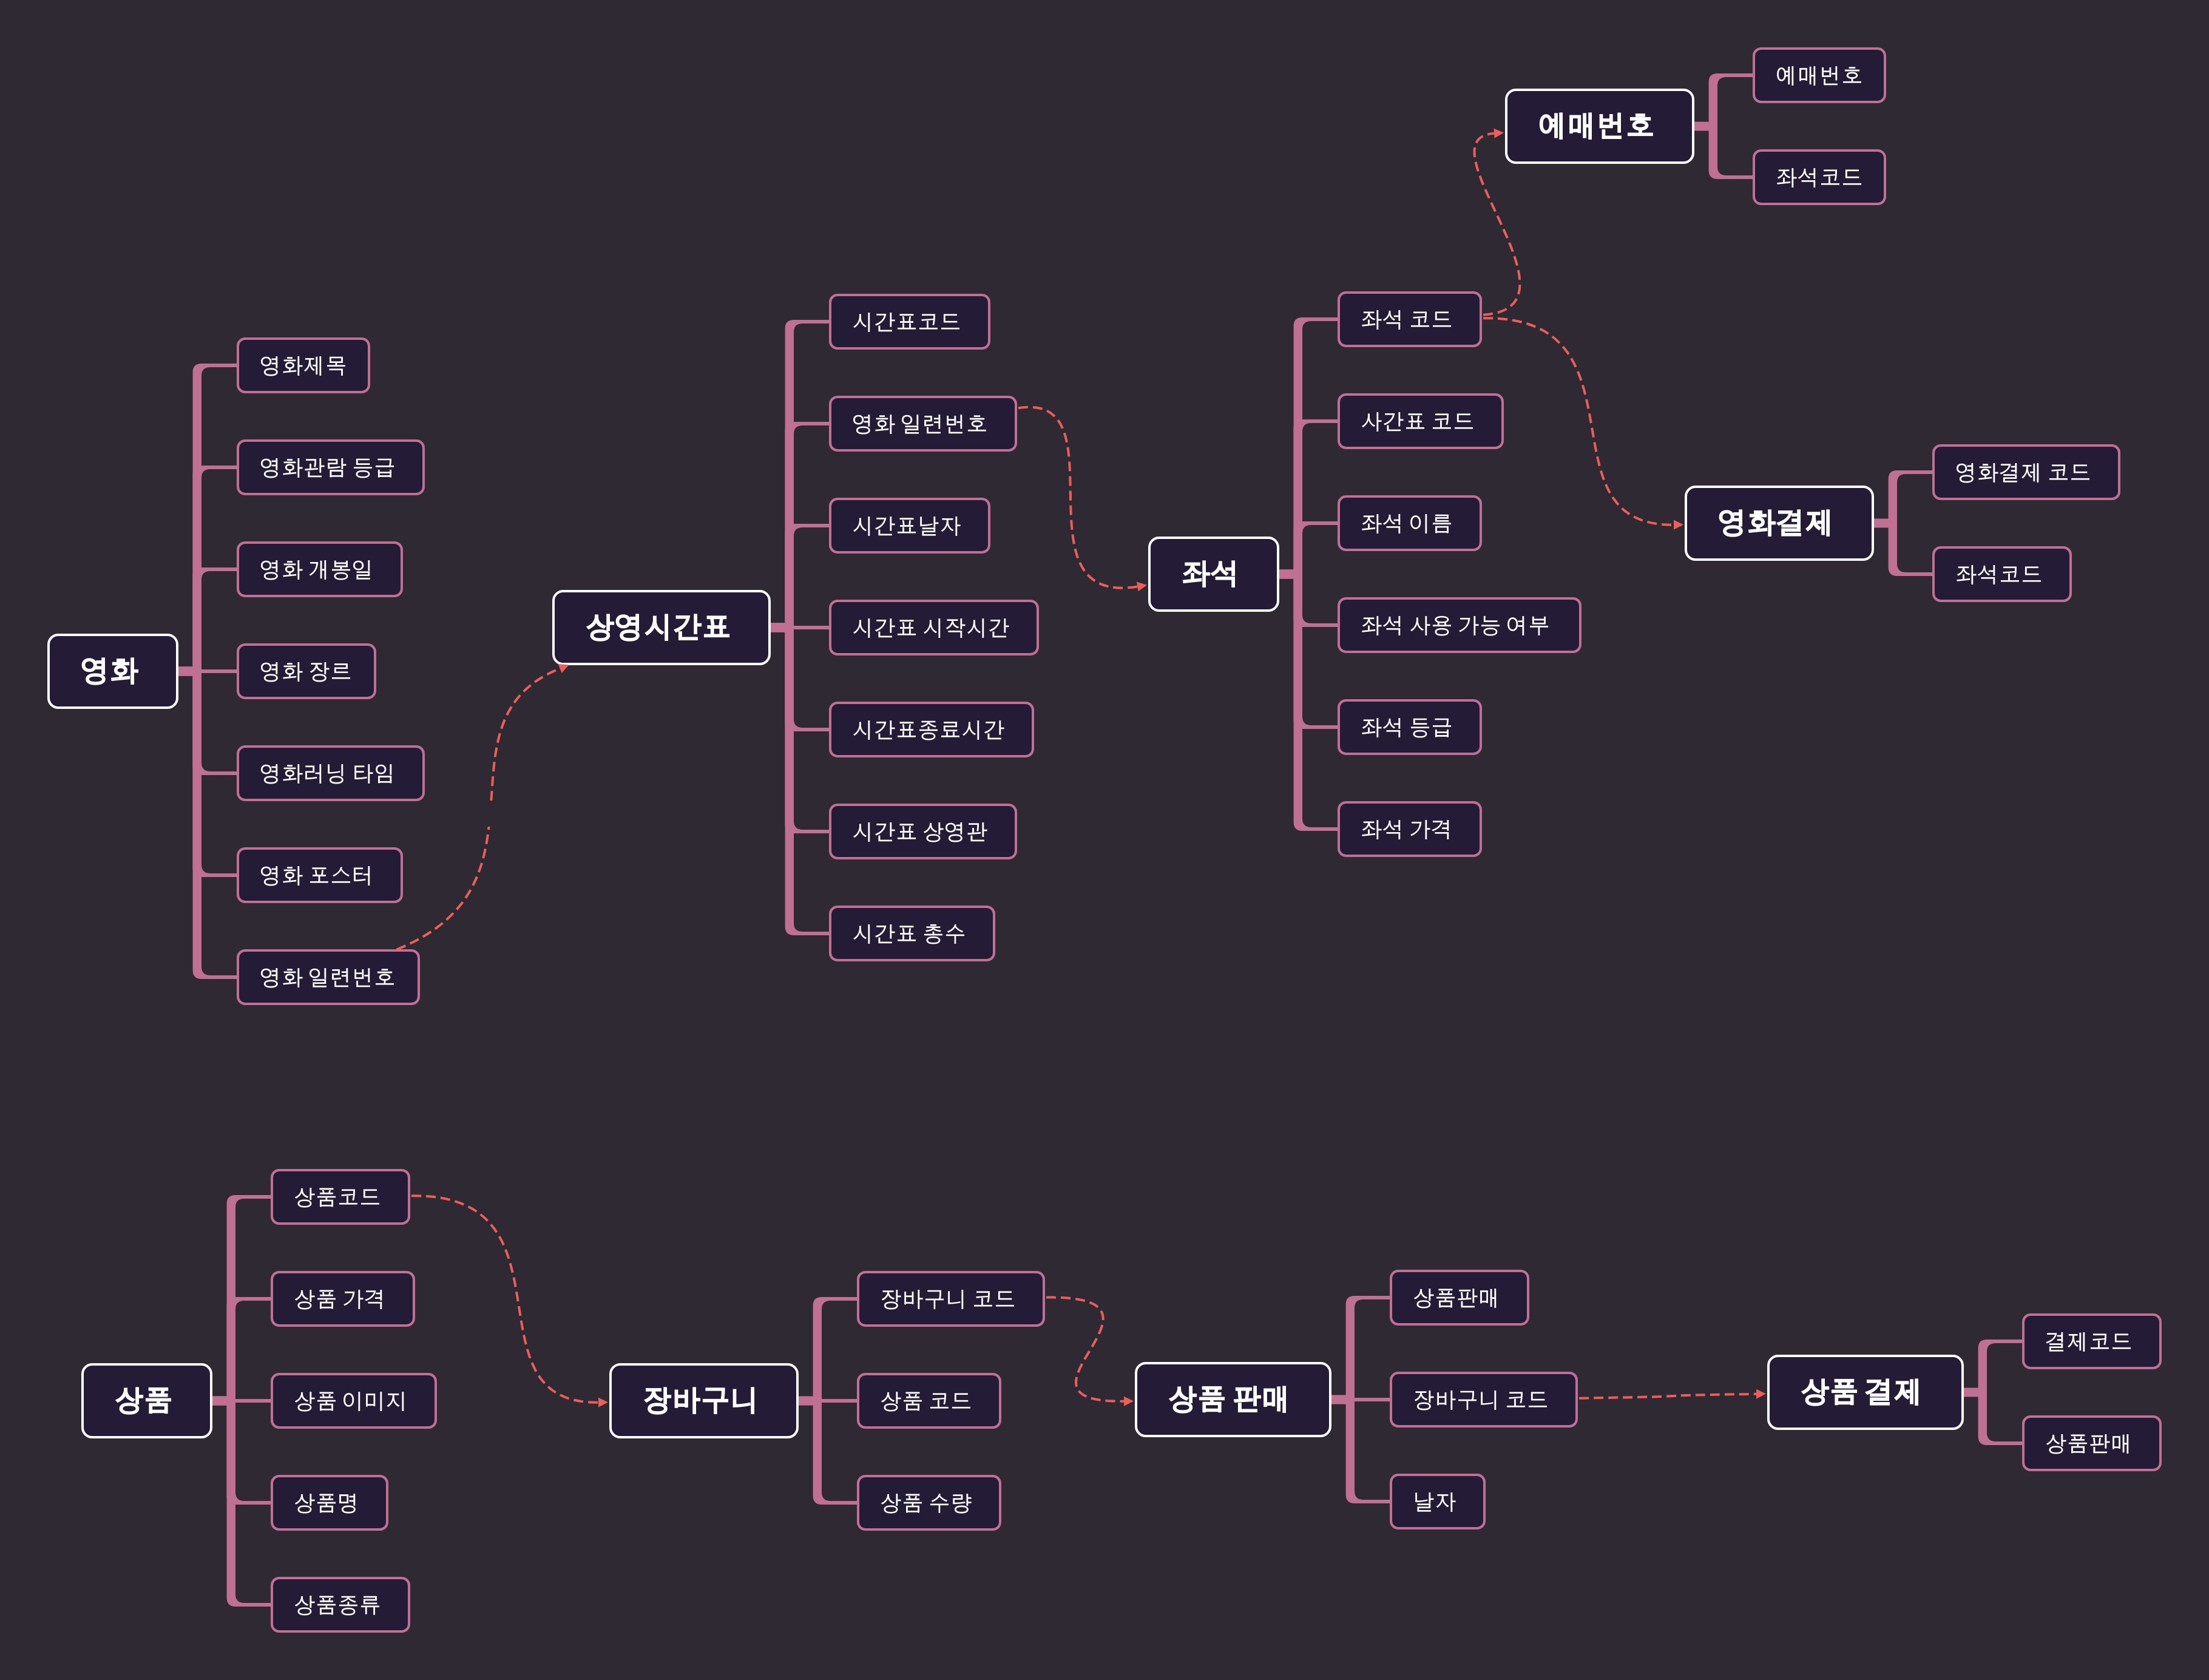 예매번호
예매번호
좌석코드
영화
영화제목
영화관람 등급
영화 개봉일
영화 장르
영화러닝 타임
영화 포스터
영화 일련번호
상영시간표
시간표코드
영화 일련번호
시간표날자
시간표 시작시간
시간표종료시간
시간표 상영관
시간표 총수
좌석
좌석 코드
사간표 코드
좌석 이름
좌석 사용 가능 여부
좌석 등급
좌석 가격
영화결제
영화결제 코드
좌석코드
상품
상품코드
상품 가격
상품 이미지
상품명
상품종류
장바구니
장바구니 코드
상품 코드
상품 수량
상품 판매
상품판매
장바구니 코드
날자
상품 결제
결제코드
상품판매